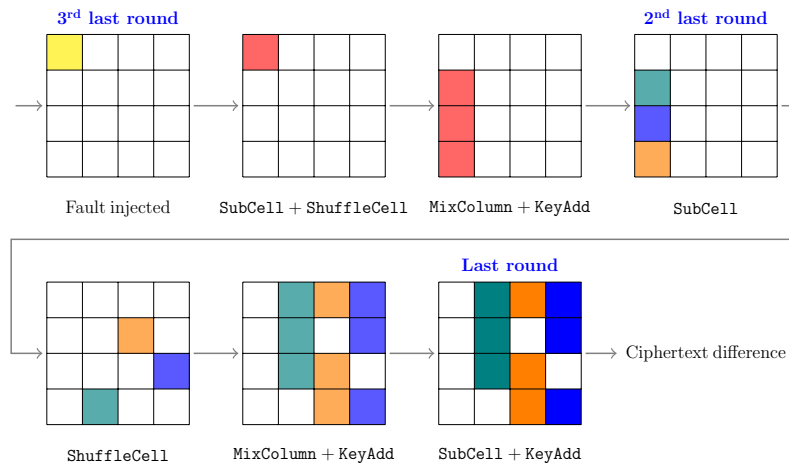 3rd last round
2nd last round
Fault injected
SubCell + ShuffleCell
MixColumn + KeyAdd
SubCell
Last round
Ciphertext difference
ShuffleCell
MixColumn + KeyAdd
SubCell + KeyAdd